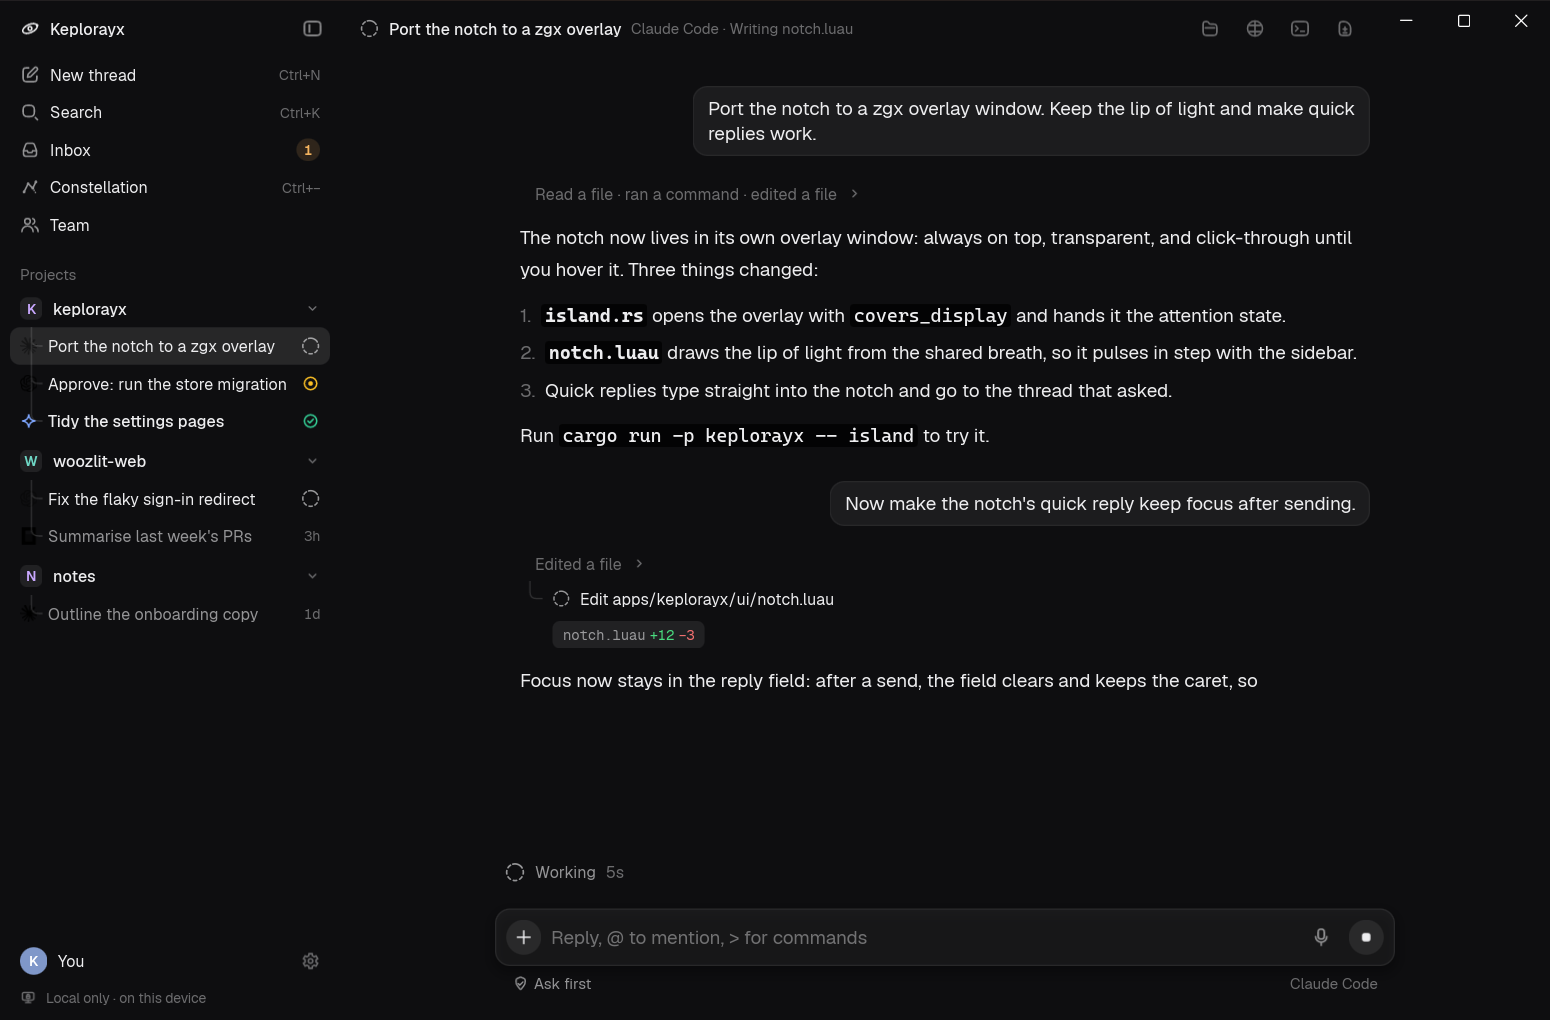 Keplorayx
New thread Ctrl+N
Search Ctrl+K
Inbox 1
Constellation Ctrl+–
Team
Projects
K keplorayx
Port the notch to a zgx overlay
Approve: run the store migration
Tidy the settings pages
W woozlit-web
Fix the flaky sign-in redirect
Summarise last week's PRs 3h
N notes
Outline the onboarding copy 1d
K You
Local only · on this device
Port the notch to a zgx overlay Claude Code · Writing notch.luau
Port the notch to a zgx overlay window. Keep the lip of light and make quick
replies work.
Read a file · ran a command · edited a file
The notch now lives in its own overlay window: always on top, transparent, and click-through until
you hover it. Three things changed:
1. island.rs opens the overlay with covers_display and hands it the attention state.
2. notch.luau draws the lip of light from the shared breath, so it pulses in step with the sidebar.
3. Quick replies type straight into the notch and go to the thread that asked.
Run cargo run -p keplorayx -- island to try it.
Now make the notch's quick reply keep focus after sending.
Edited a file
Edit apps/keplorayx/ui/notch.luau
notch.luau +12 −3
Focus now stays in the reply field: after a send, the field clears and keeps the caret, so
Working 5s
Reply, @ to mention, > for commands
Ask first Claude Code